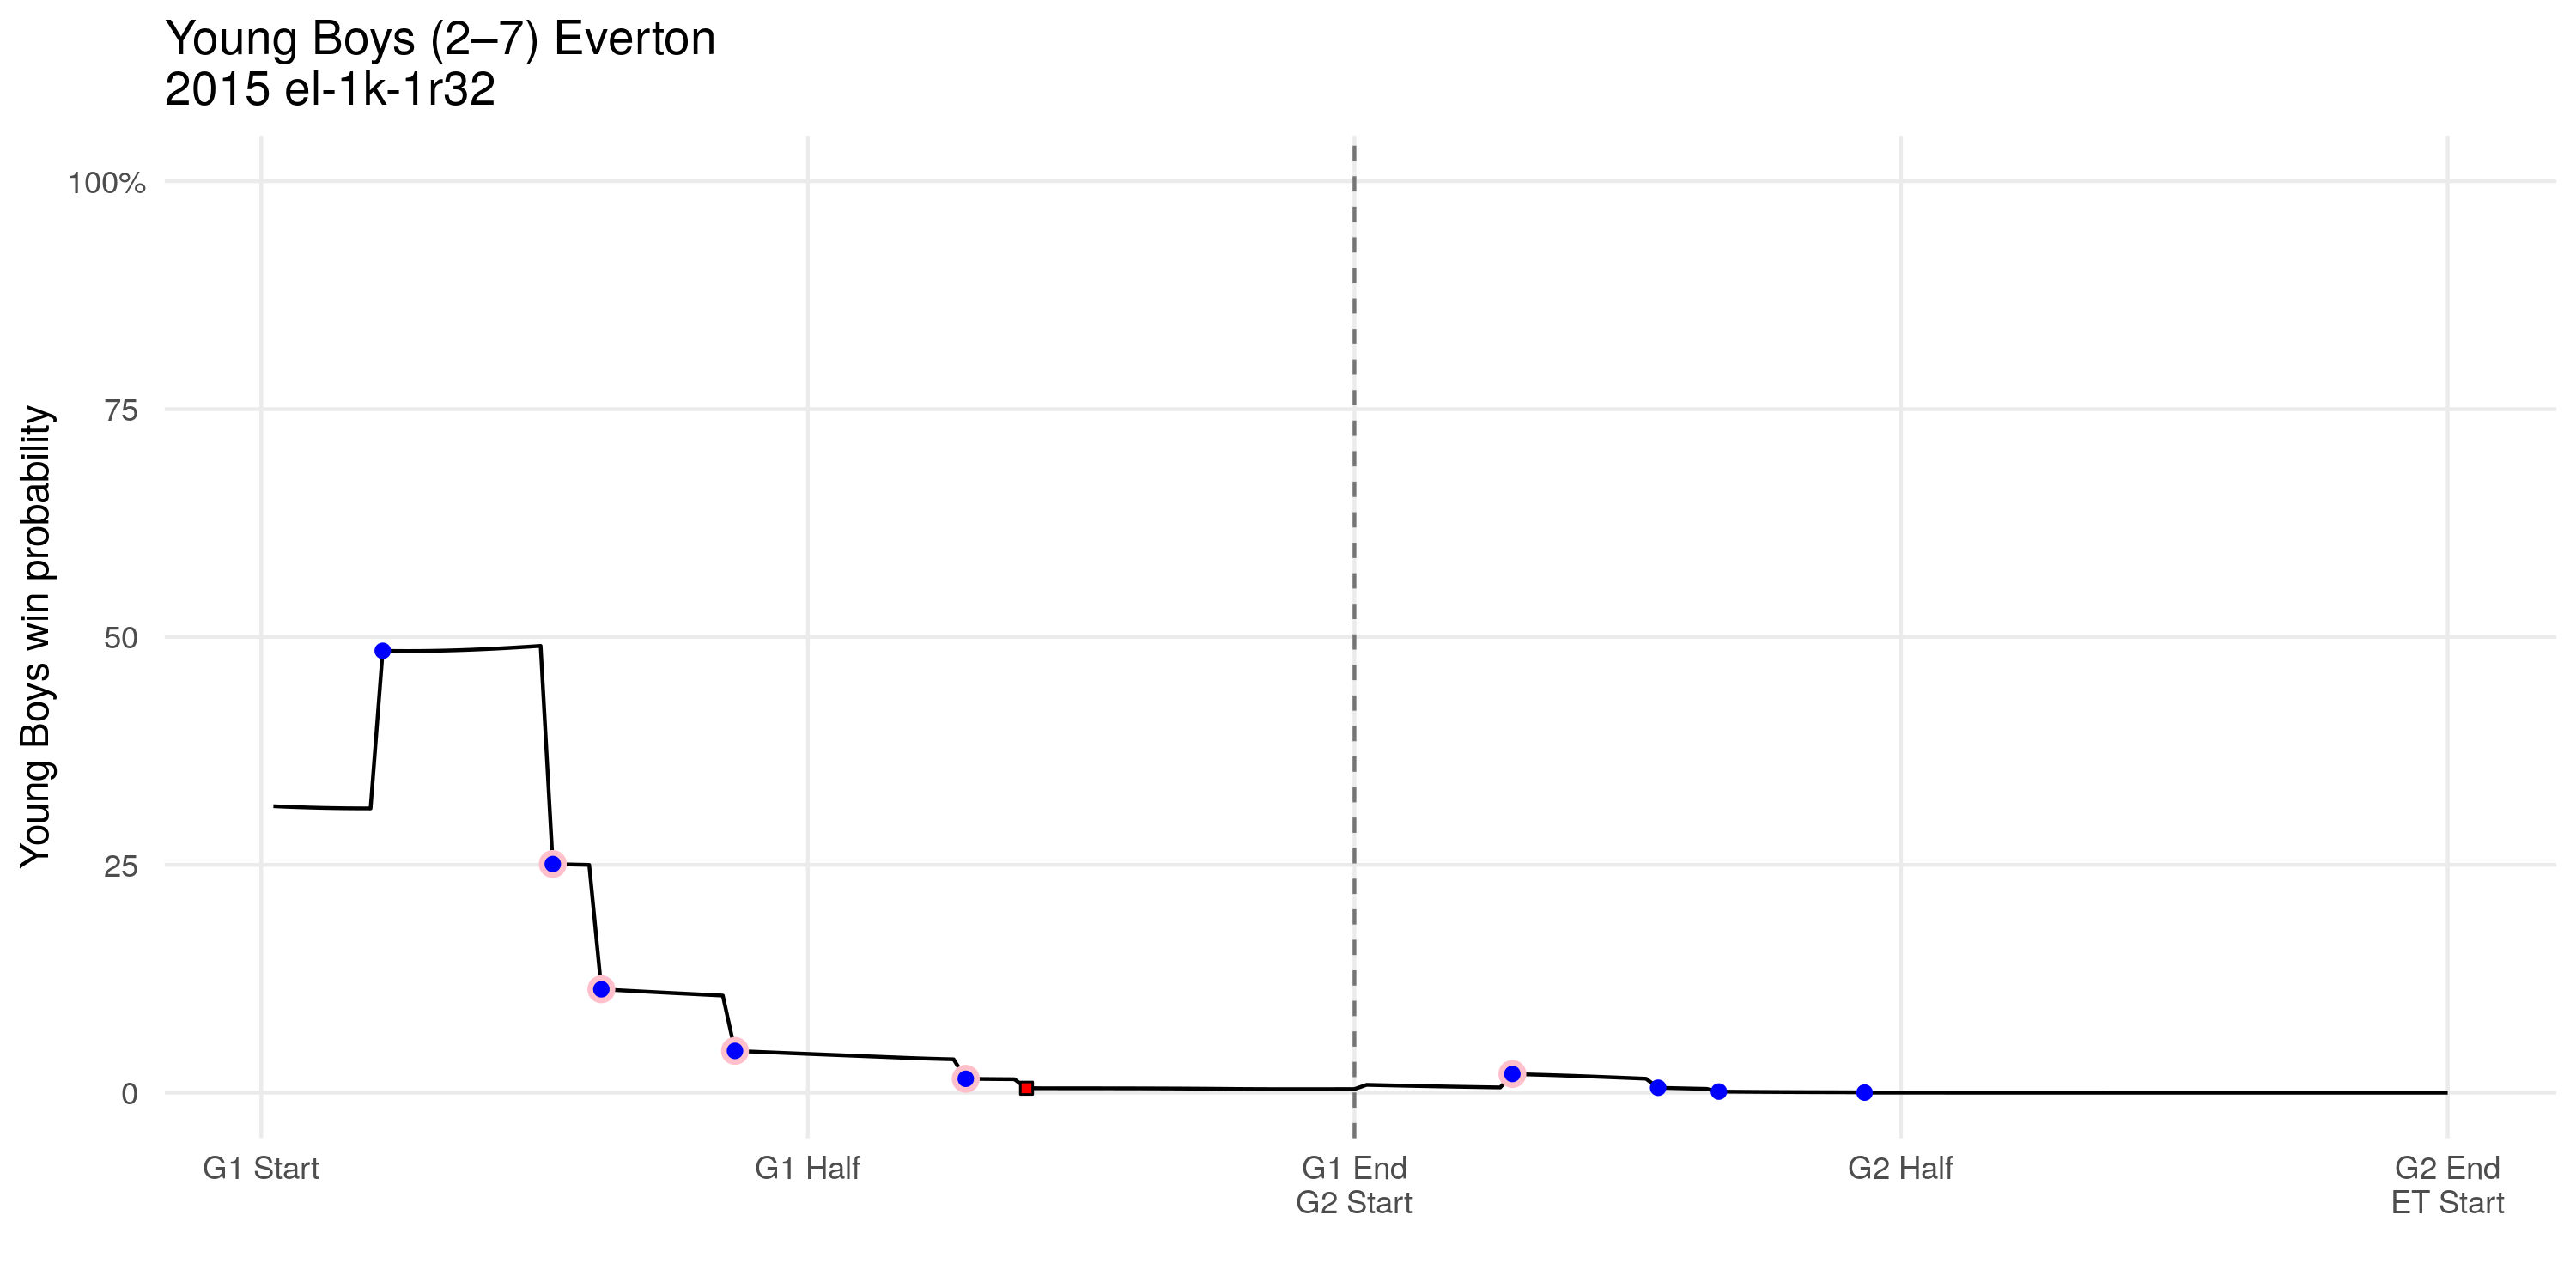 Young Boys (2–7) Everton
2015 el-1k-1r32
Young Boys win probability
100%
75
50
25
0
G1 Start
G1 Half
G1 End
G2 Start
G2 Half
G2 End
ET Start